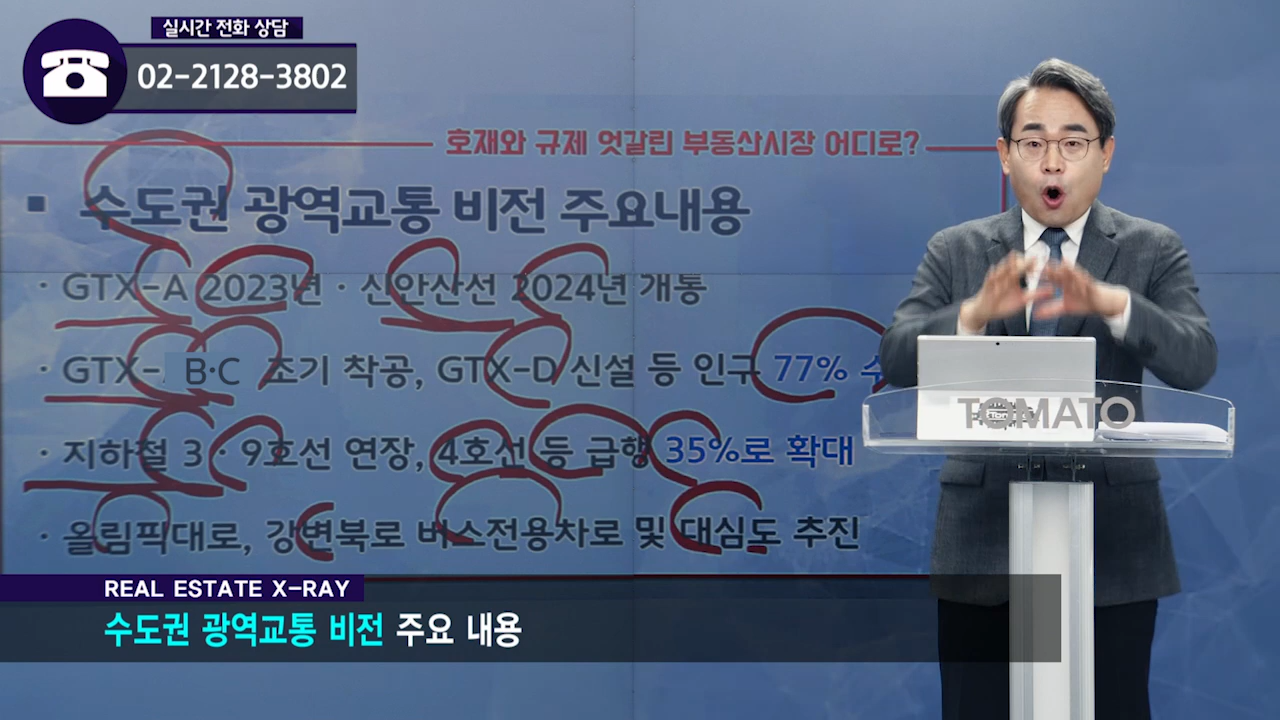 실시간 전화 상담
02-2128-3802
호재와 규제 엇갈린 부동산시장 어디로?
▪ 수도권 광역교통 비전 주요내용
· GTX-A 2023년 · 신안산선 2024년 개통
· GTX- B·C 조기 착공, GTX-D 신설 등 인구 77%
· 지하철 3 · 9호선 연장, 4호선 등 급행 35%로 확대
· 올림픽대로, 강변북로 버스전용차로 및 대심도 추진
TOMATO
REAL ESTATE X-RAY
수도권 광역교통 비전 주요 내용